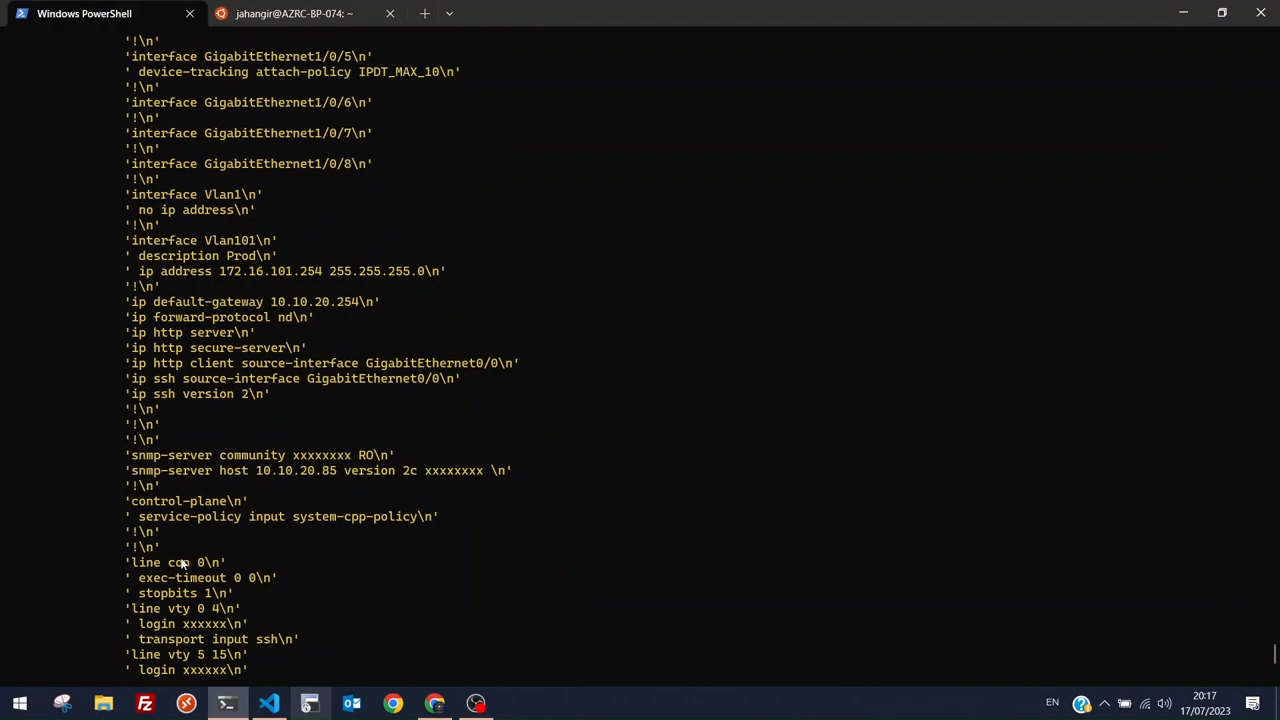 Windows PowerShell
jahangir@AZRC-BP-074: ~
'!\n'
'interface GigabitEthernet1/0/5\n'
' device-tracking attach-policy IPDT_MAX_10\n'
'!\n'
'interface GigabitEthernet1/0/6\n'
'!\n'
'interface GigabitEthernet1/0/7\n'
'!\n'
'interface GigabitEthernet1/0/8\n'
'!\n'
'interface Vlan1\n'
' no ip address\n'
'!\n'
'interface Vlan101\n'
' description Prod\n'
' ip address 172.16.101.254 255.255.255.0\n'
'!\n'
'ip default-gateway 10.10.20.254\n'
'ip forward-protocol nd\n'
'ip http server\n'
'ip http secure-server\n'
'ip http client source-interface GigabitEthernet0/0\n'
'ip ssh source-interface GigabitEthernet0/0\n'
'ip ssh version 2\n'
'!\n'
'!\n'
'!\n'
'snmp-server community xxxxxxxx RO\n'
'snmp-server host 10.10.20.85 version 2c xxxxxxxx \n'
'!\n'
'control-plane\n'
' service-policy input system-cpp-policy\n'
'!\n'
'!\n'
'line con 0\n'
' exec-timeout 0 0\n'
' stopbits 1\n'
'line vty 0 4\n'
' login xxxxxx\n'
' transport input ssh\n'
'line vty 5 15\n'
' login xxxxxx\n'
EN
20:17
17/07/2023